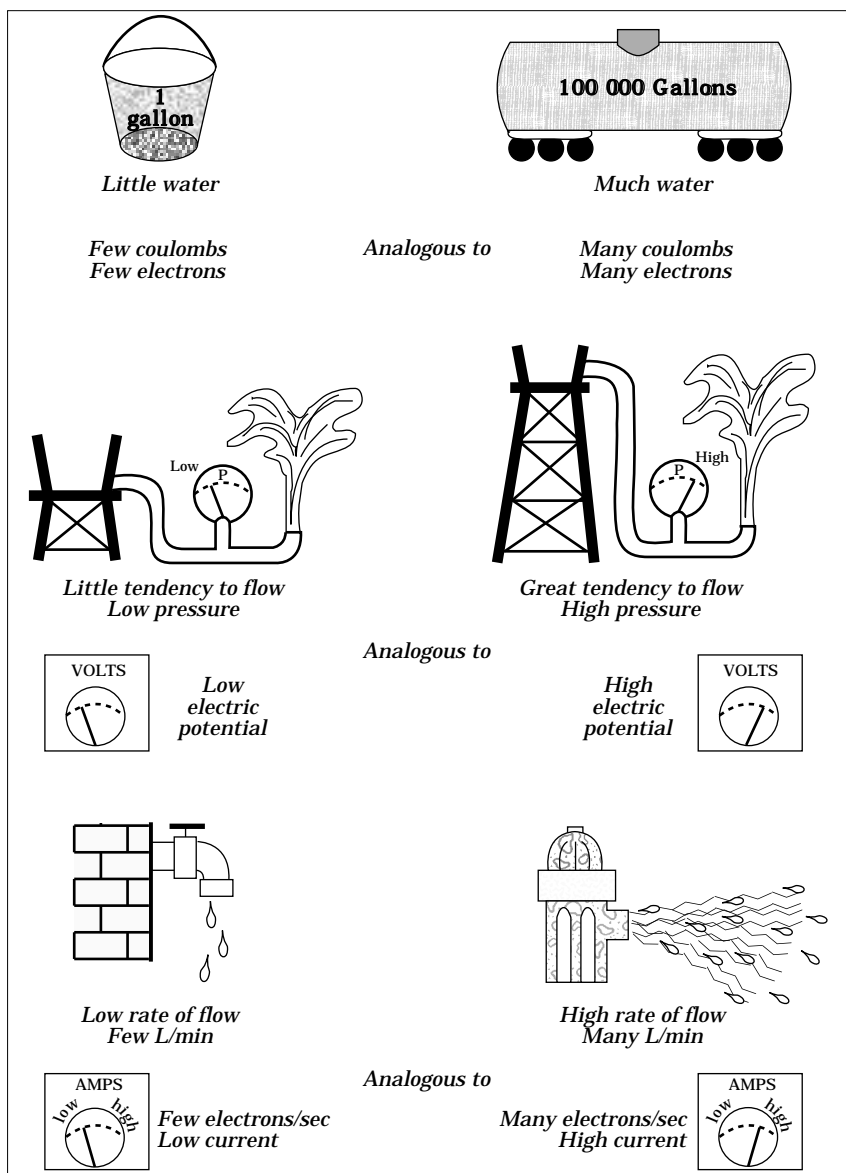 1
gallon
100 000 Gallons
Little water
Much water
Few coulombs
Few electrons
Analogous to
Many coulombs
Many electrons
Low
P
P
High
Little tendency to flow
Low pressure
Great tendency to flow
High pressure
Analogous to
VOLTS
Low
electric
potential
High
electric
potential
VOLTS
Low rate of flow
Few L/min
High rate of flow
Many L/min
Analogous to
AMPS
low
high
Few electrons/sec
Low current
Many electrons/sec
High current
AMPS
low
high